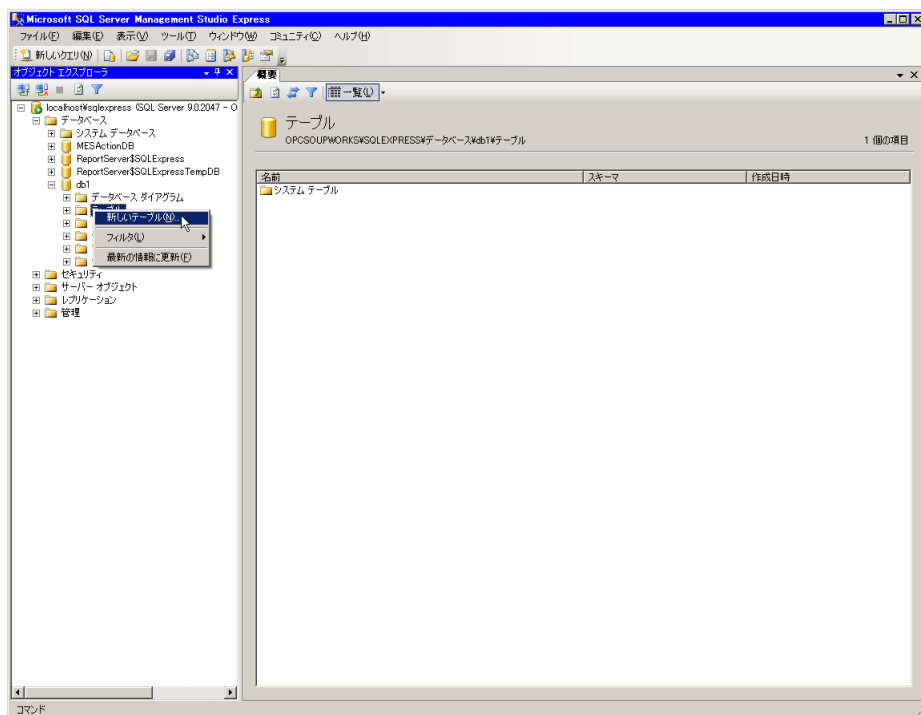 Microsoft SQL Server Management Studio Express
ファイル(F) 編集(E) 表示(V) ツール(T) ウィンドウ(W) コミュニティ(C) ヘルプ(H)
新しいクエリ(N)
オブジェクト エクスプローラ
概要
一覧(L)
localhost¥sqlexpress (SQL Server 9.0.2047 - O
データベース
システム データベース
MESActionDB
ReportServer$SQLExpress
ReportServer$SQLExpressTempDB
db1
データベース ダイアグラム
新しいテーブル(N)...
フィルタ(L)
最新の情報に更新(F)
セキュリティ
サーバー オブジェクト
レプリケーション
管理
テーブル
OPCSOUPWORKS¥SQLEXPRESS¥データベース¥db1¥テーブル
1 個の項目
名前 スキーマ 作成日時
システム テーブル
コマンド